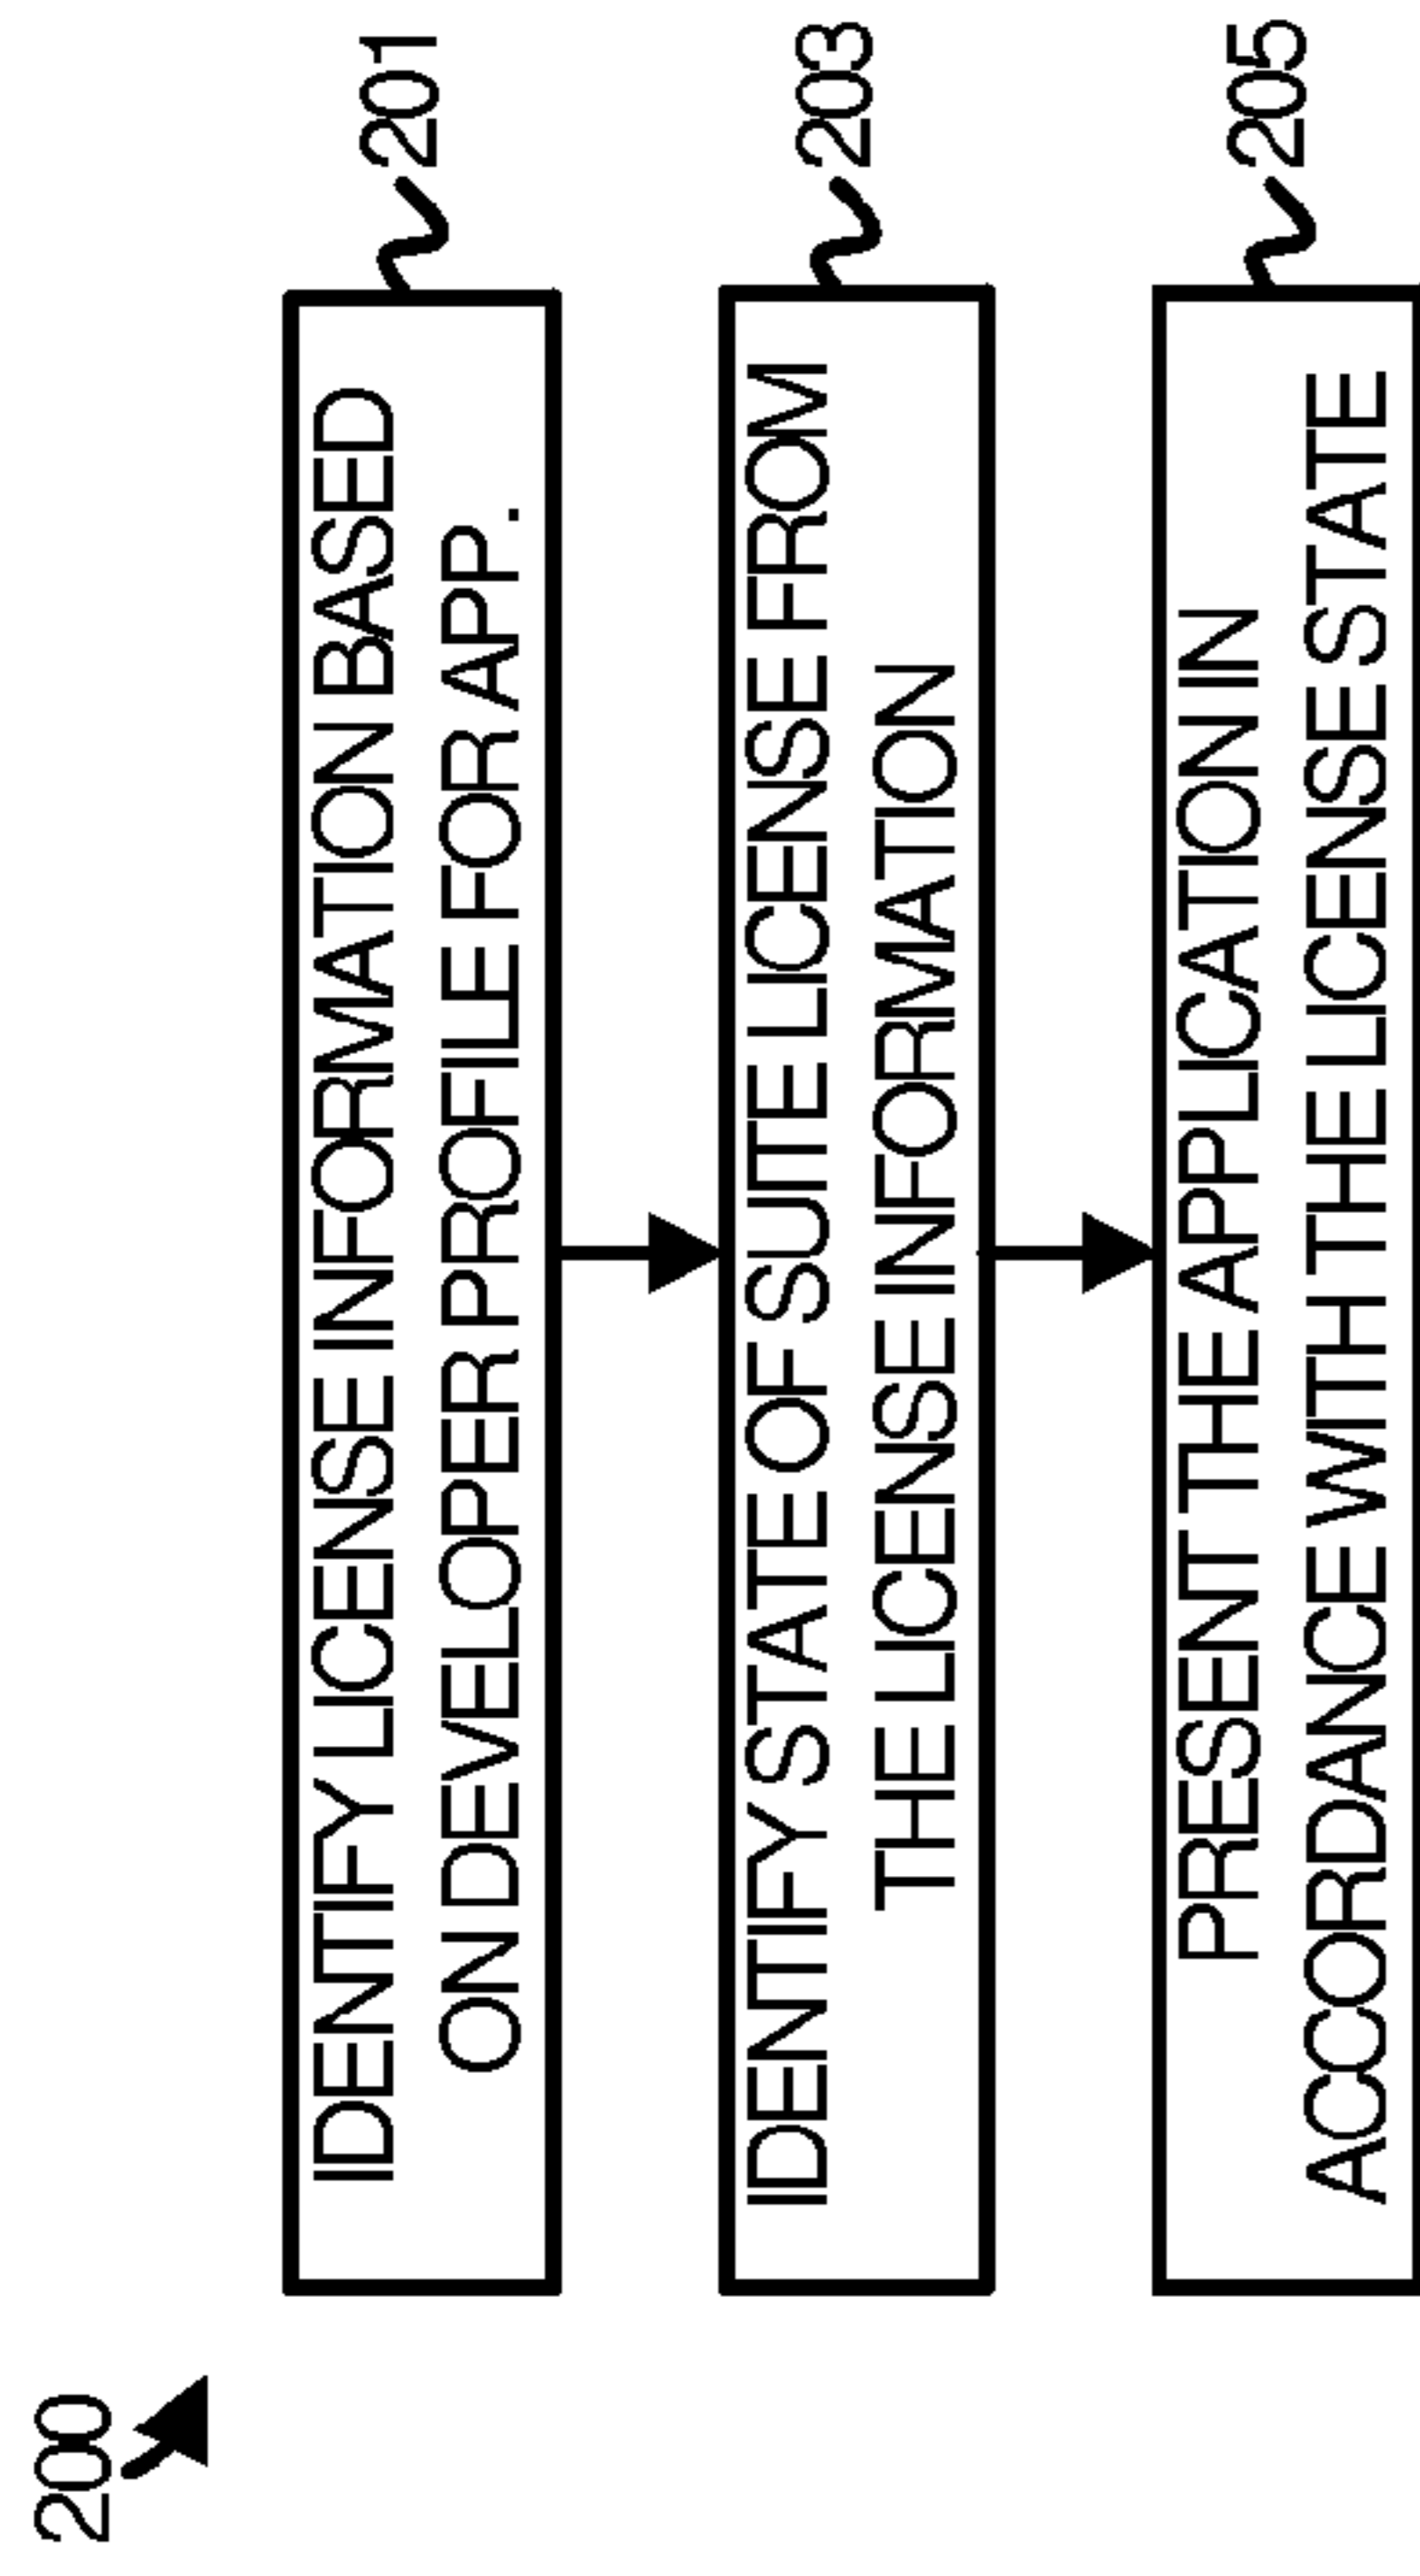 200
IDENTIFY LICENSE INFORMATION BASED
ON DEVELOPER PROFILE FOR APP.
201
IDENTIFY STATE OF SUITE LICENSE FROM
THE LICENSE INFORMATION
203
PRESENT THE APPLICATION IN
ACCORDANCE WITH THE LICENSE STATE
205